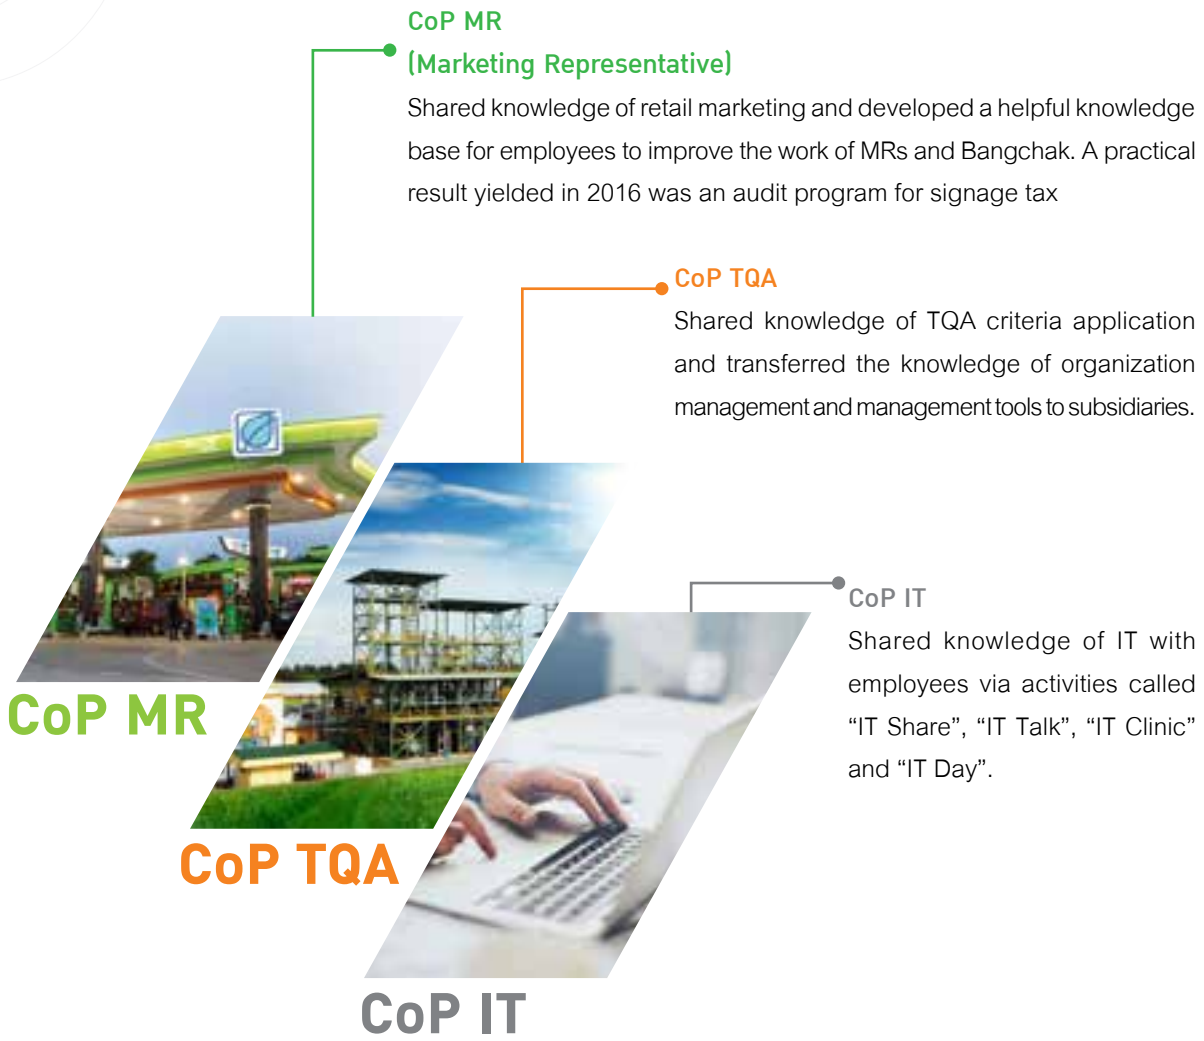 CoP MR
(Marketing Representative)
Shared knowledge of retail marketing and developed a helpful knowledge
base for employees to improve the work of MRs and Bangchak. A practical
result yielded in 2016 was an audit program for signage tax
CoP TQA
Shared knowledge of TQA criteria application
and transferred the knowledge of organization
management and management tools to subsidiaries.
CoP IT
Shared knowledge of IT with
employees via activities called
“IT Share”, “IT Talk”, “IT Clinic”
and “IT Day”.
CoP MR
CoP TQA
CoP IT